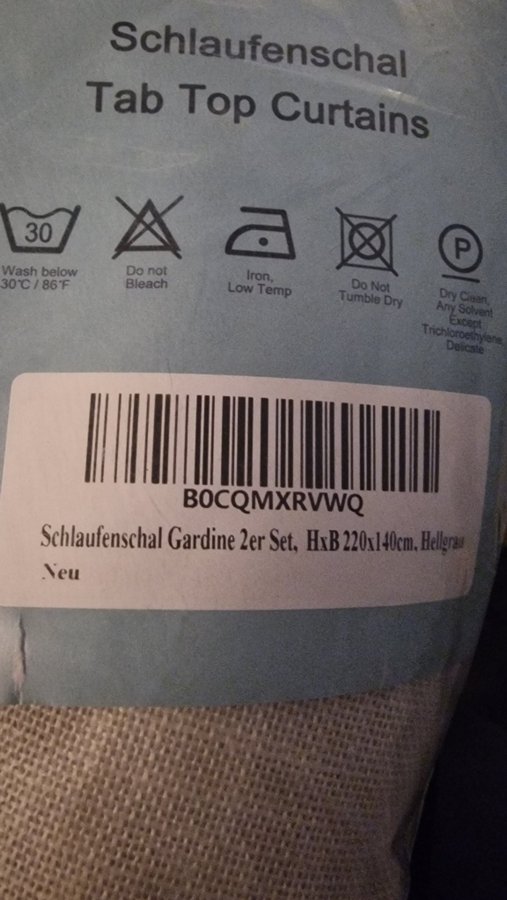 Schlaufenschal
Tab Top Curtains
30
P
Wash below
30°C / 86°F
Do not
Bleach
Iron,
Low Temp
Do Not
Tumble Dry
Dry Clean,
Any Solvent
Except
Trichloroethylene,
Delicate
B0CQMXRVWQ
Schlaufenschal Gardine 2er Set, HxB 220x140cm, Hellgrau
Neu